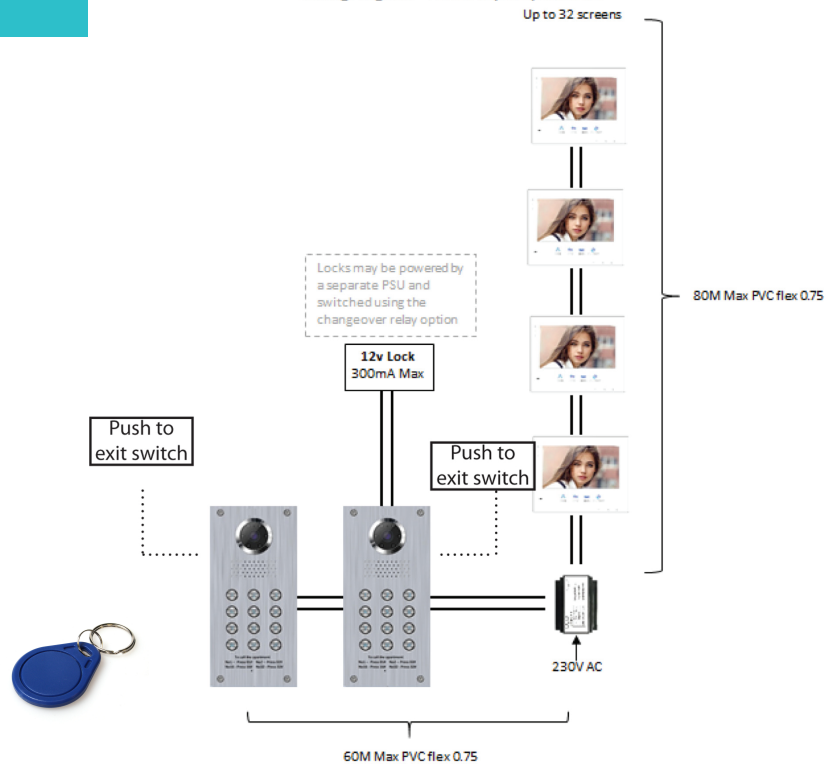 Up to 32 screens
Locks may be powered by
a separate PSU and
switched using the
changeover relay option
80M Max PVC flex 0.75
12v Lock
300mA Max
Push to
exit switch
Push to
exit switch
230V AC
60M Max PVC flex 0.75